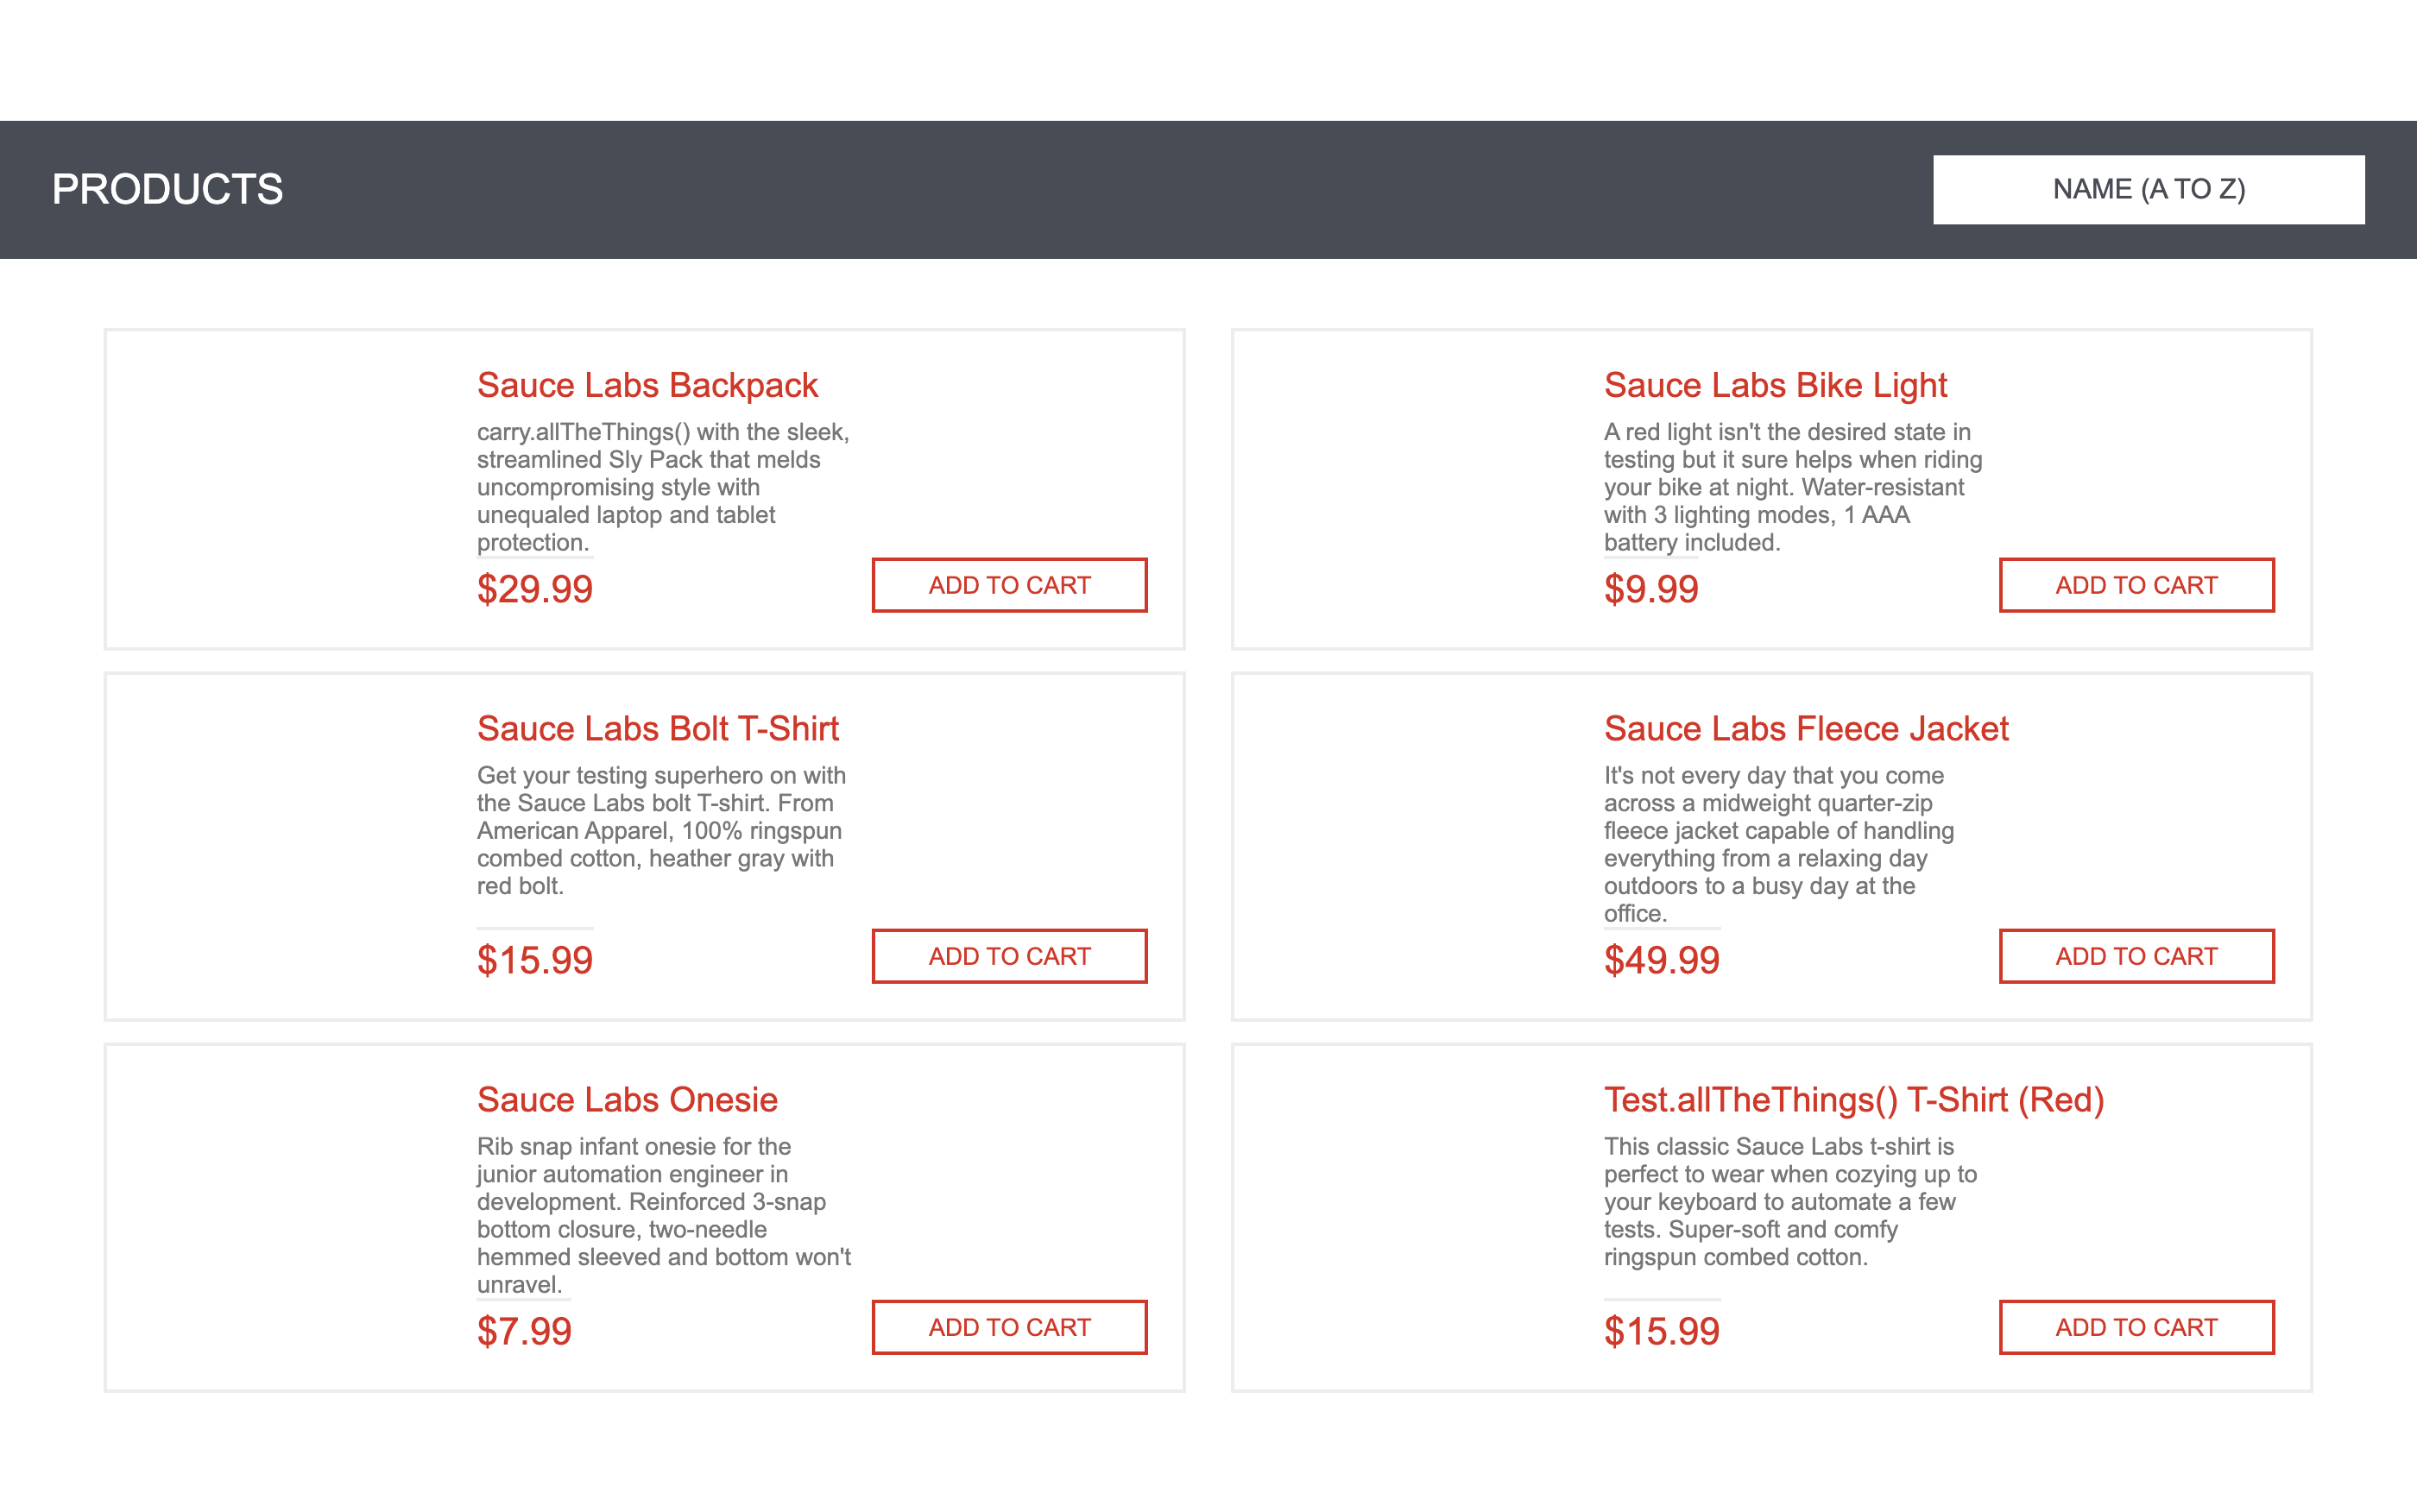 PRODUCTS
NAME (A TO Z)
Sauce Labs Backpack
carry.allTheThings() with the sleek,
streamlined Sly Pack that melds
uncompromising style with
unequaled laptop and tablet
protection.
$29.99
ADD TO CART
Sauce Labs Bike Light
A red light isn't the desired state in
testing but it sure helps when riding
your bike at night. Water-resistant
with 3 lighting modes, 1 AAA
battery included.
$9.99
ADD TO CART
Sauce Labs Bolt T-Shirt
Get your testing superhero on with
the Sauce Labs bolt T-shirt. From
American Apparel, 100% ringspun
combed cotton, heather gray with
red bolt.
$15.99
ADD TO CART
Sauce Labs Fleece Jacket
It's not every day that you come
across a midweight quarter-zip
fleece jacket capable of handling
everything from a relaxing day
outdoors to a busy day at the
office.
$49.99
ADD TO CART
Sauce Labs Onesie
Rib snap infant onesie for the
junior automation engineer in
development. Reinforced 3-snap
bottom closure, two-needle
hemmed sleeved and bottom won't
unravel.
$7.99
ADD TO CART
Test.allTheThings() T-Shirt (Red)
This classic Sauce Labs t-shirt is
perfect to wear when cozying up to
your keyboard to automate a few
tests. Super-soft and comfy
ringspun combed cotton.
$15.99
ADD TO CART